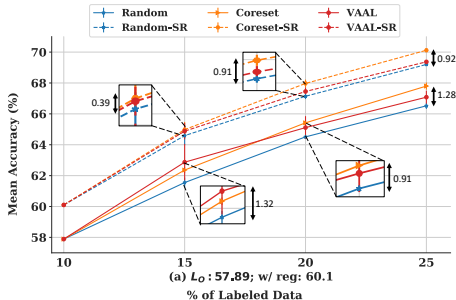 Random
Coreset
VAAL
Random-SR
Coreset-SR
VAAL-SR
Mean Accuracy (%)
70
68
66
64
62
60
58
0.39
0.91
0.92
1.28
1.32
0.91
10
15
20
25
(a) L_O: 57.89; w/ reg: 60.1
% of Labeled Data